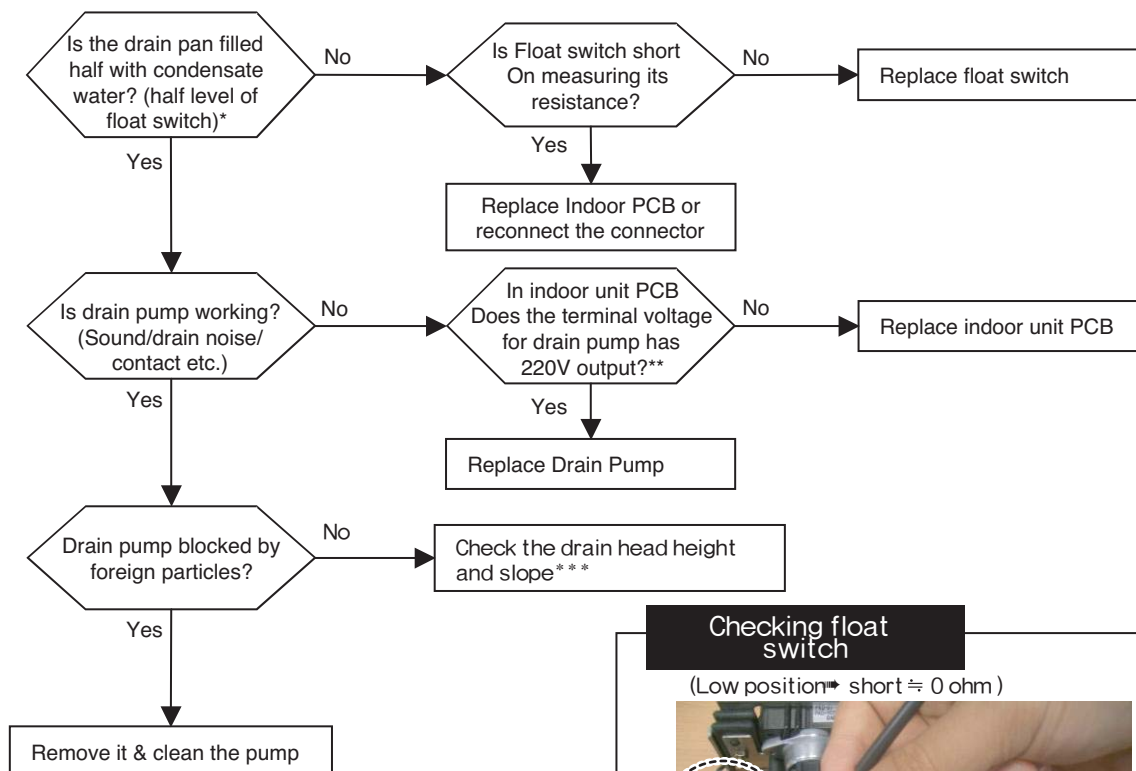 Is the drain pan filled
half with condensate
water? (half level of
float switch)*
No
Is Float switch short
On measuring its
resistance?
No
Replace float switch
Yes
Yes
Replace Indoor PCB or
reconnect the connector
Is drain pump working?
(Sound/drain noise/
contact etc.)
No
In indoor unit PCB
Does the terminal voltage
for drain pump has
220V output?**
No
Replace indoor unit PCB
Yes
Yes
Replace Drain Pump
Drain pump blocked by
foreign particles?
No
Check the drain head height
and slope***
Yes
Remove it & clean the pump
Checking float
switch
(Low position➠ short ≒ 0 ohm )